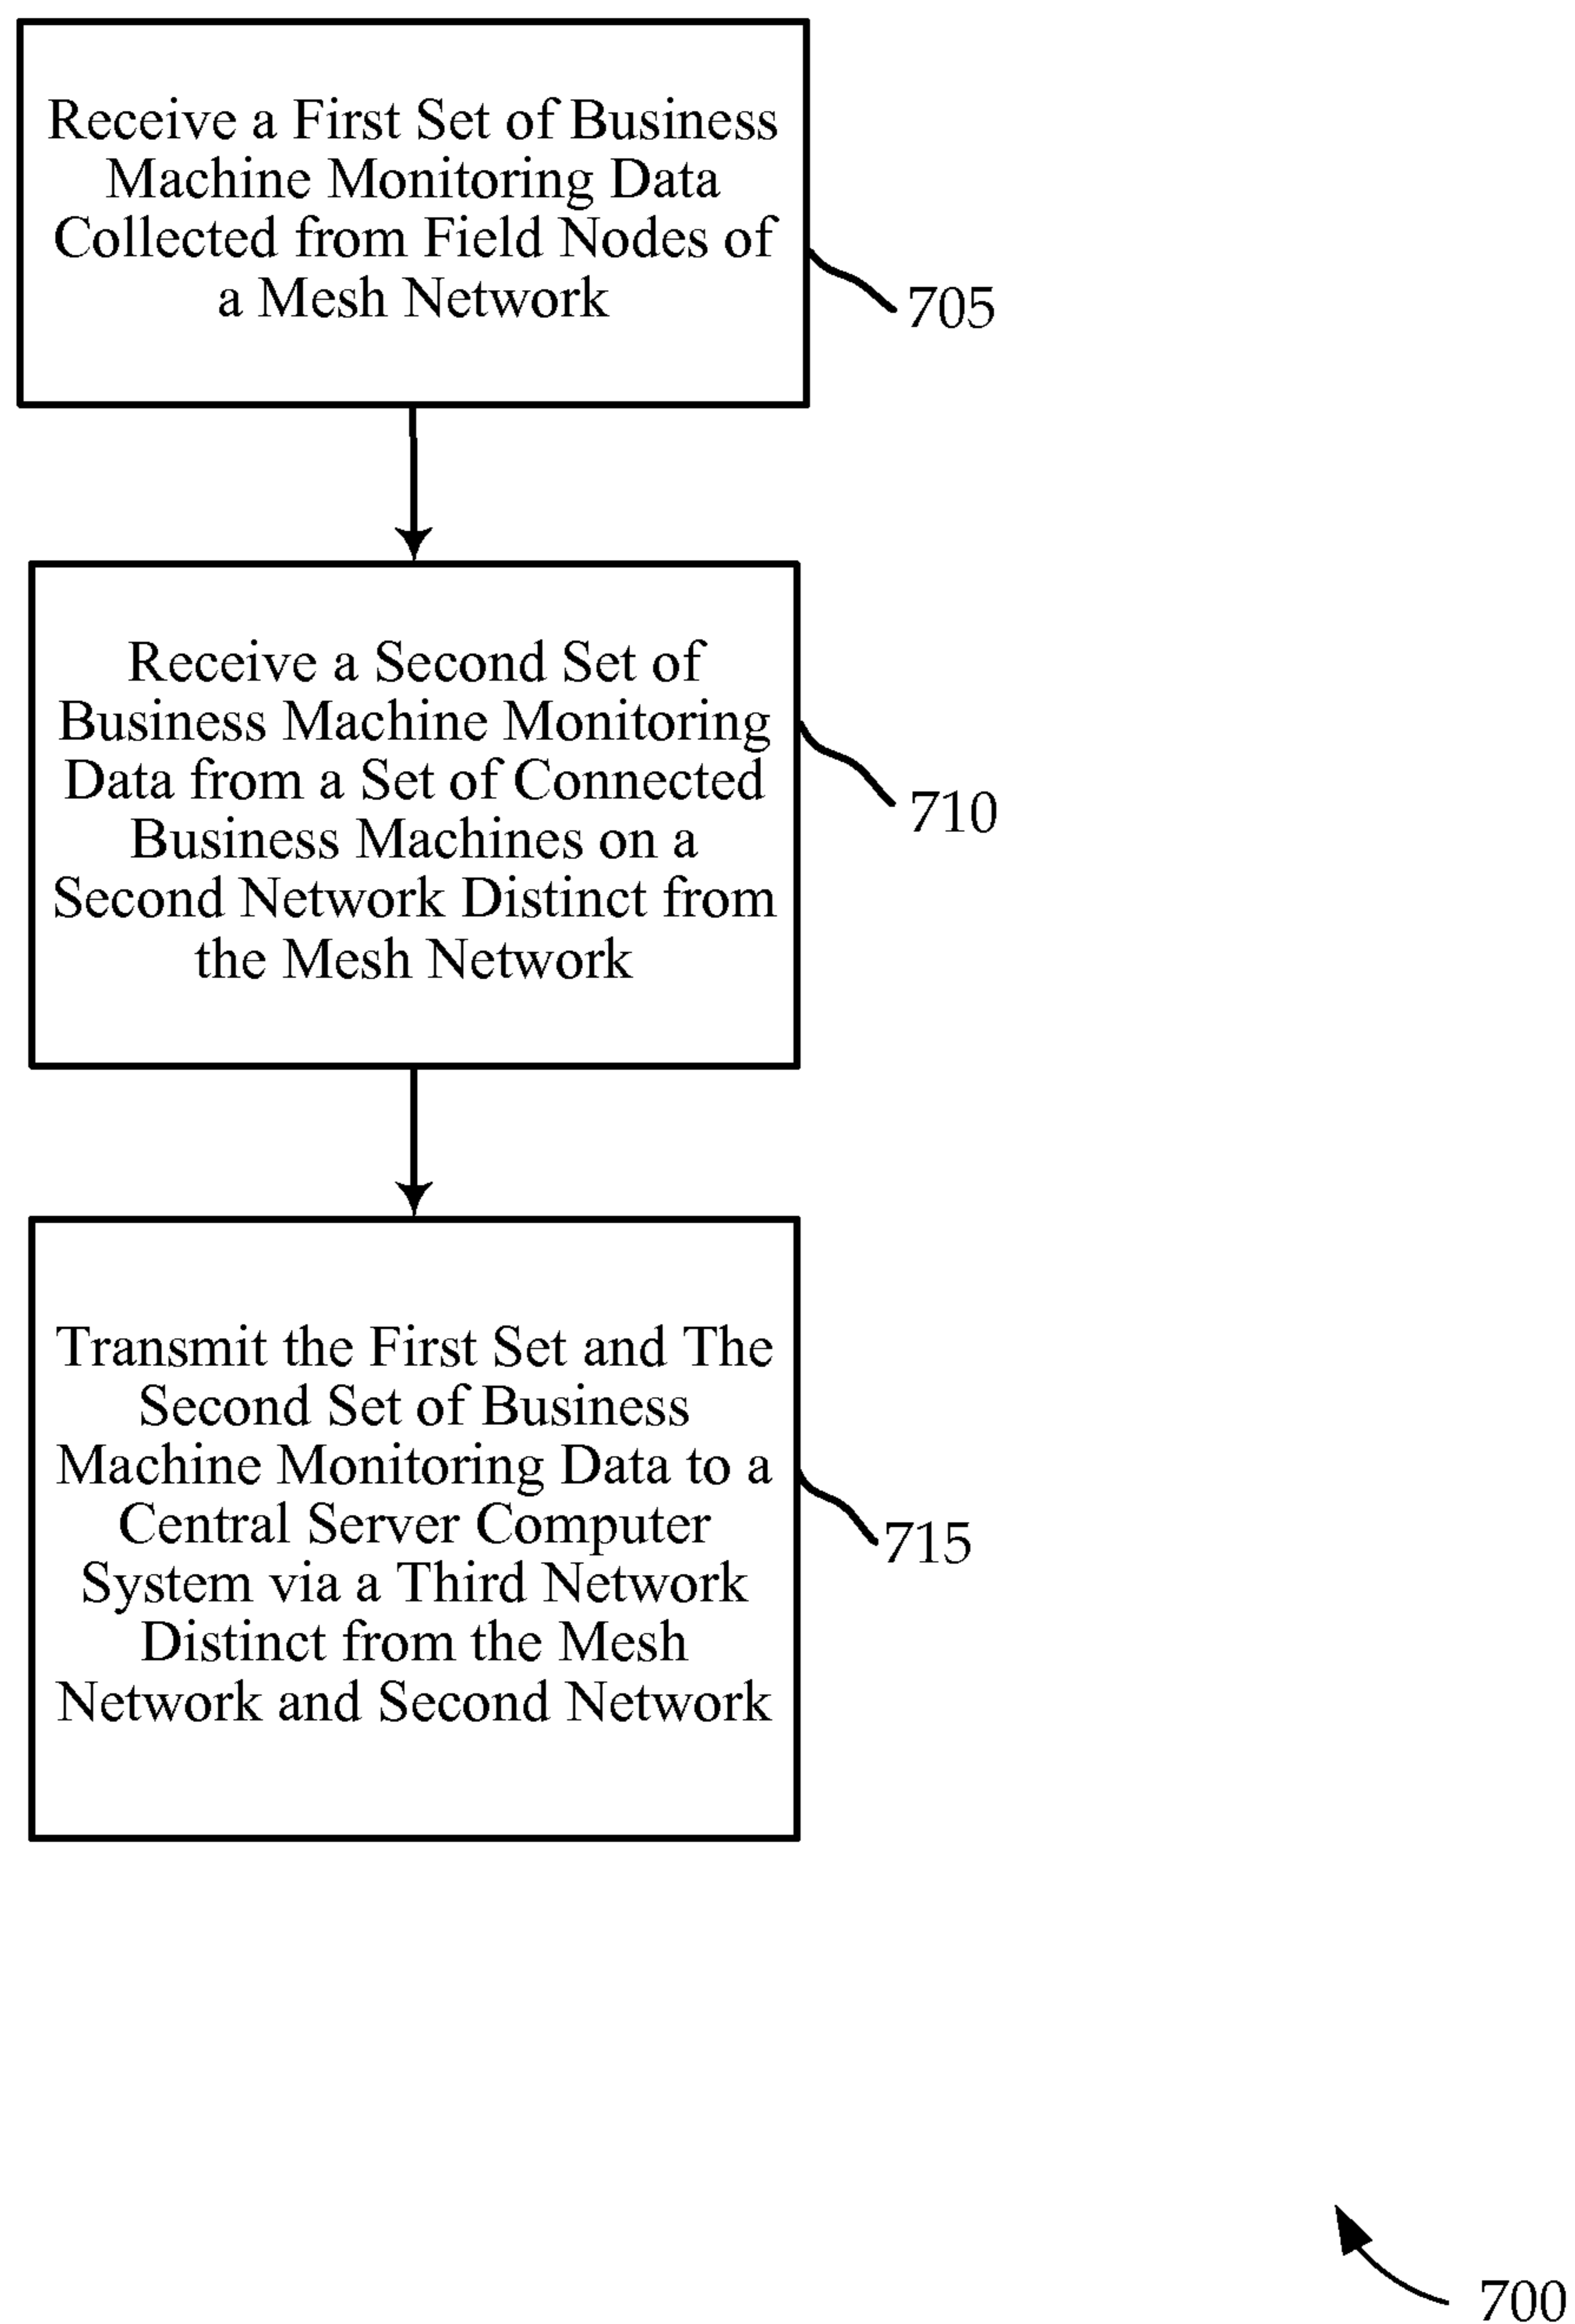 Receive a First Set of Business
Machine Monitoring Data
Collected from Field Nodes of
a Mesh Network
705
Receive a Second Set of
Business Machine Monitoring
Data from a Set of Connected
Business Machines on a
Second Network Distinct from
the Mesh Network
710
Transmit the First Set and The
Second Set of Business
Machine Monitoring Data to a
Central Server Computer
System via a Third Network
Distinct from the Mesh
Network and Second Network
715
700